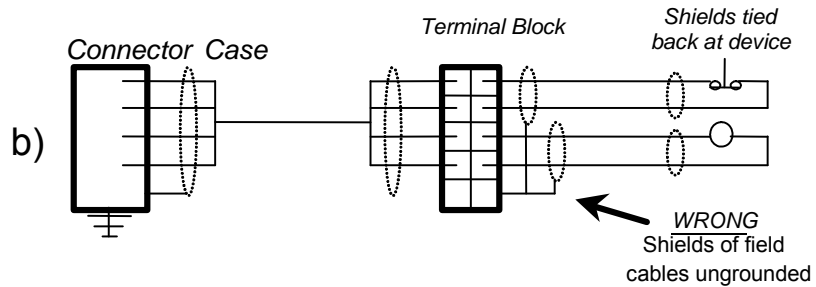 Connector Case
Terminal Block
Shields tied
back at device
b)
WRONG
Shields of field
cables ungrounded